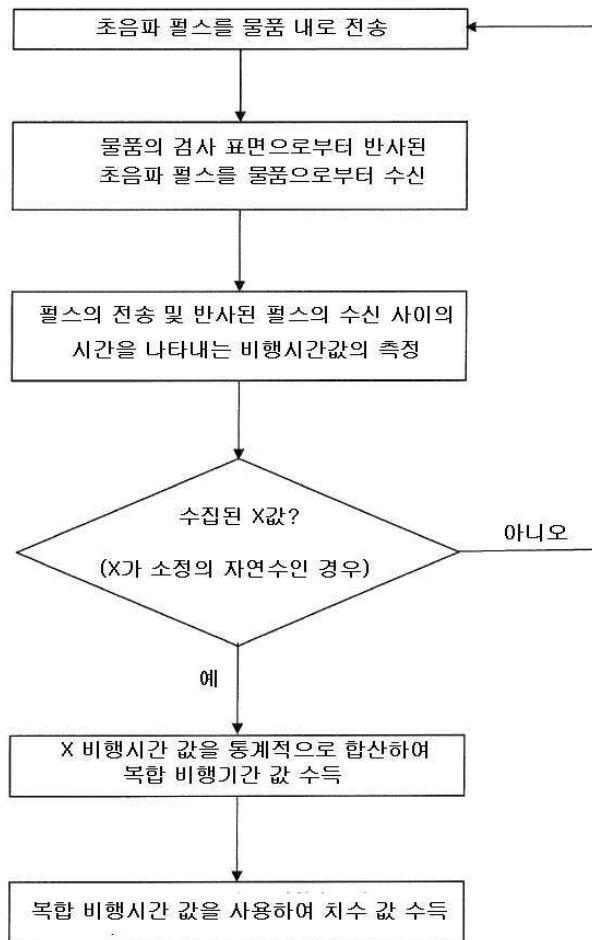 초음파 펄스를 물품 내로 전송
물품의 검사 표면으로부터 반사된
초음파 펄스를 물품으로부터 수신
펄스의 전송 및 반사된 펄스의 수신 사이의
시간을 나타내는 비행시간값의 측정
수집된 X값?
(X가 소정의 자연수인 경우)
아니오
예
X 비행시간 값을 통계적으로 합산하여
복합 비행기간 값 수득
복합 비행시간 값을 사용하여 치수 값 수득